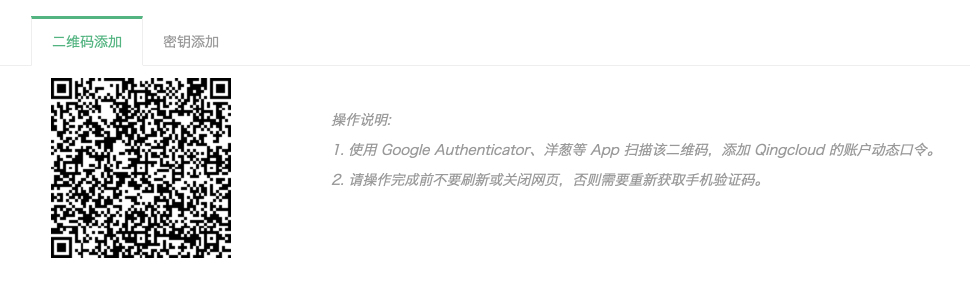 二维码添加
密钥添加
操作说明:
1. 使用 Google Authenticator、洋葱等 App 扫描该二维码，添加 Qingcloud 的账户动态口令。
2. 请操作完成前不要刷新或关闭网页，否则需要重新获取手机验证码。